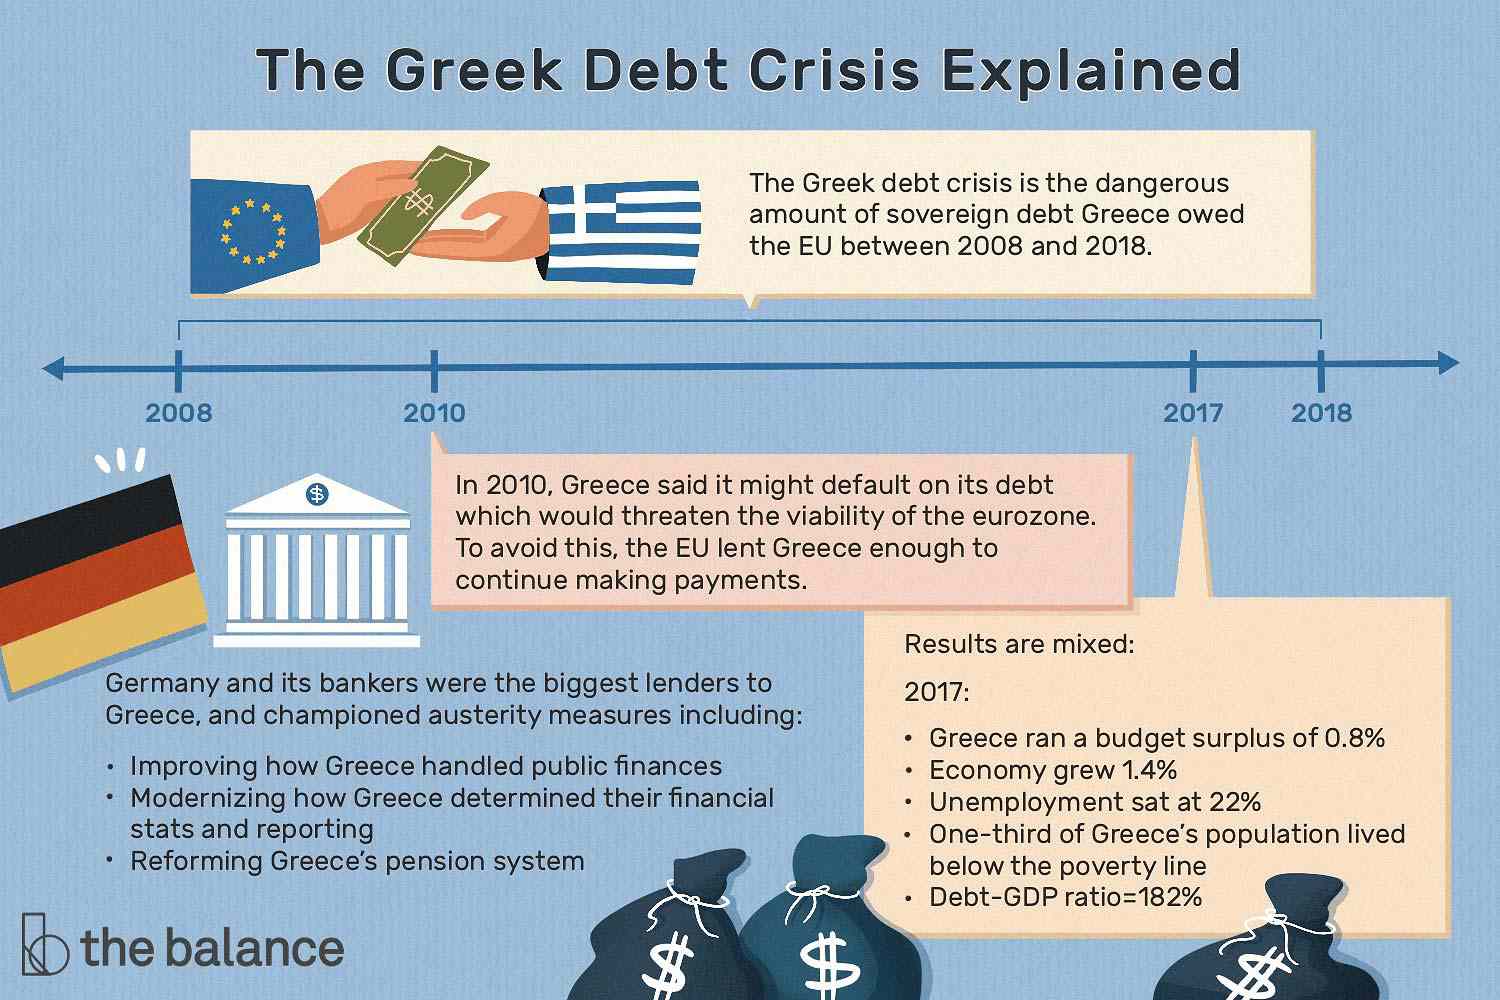 The Greek Debt Crisis Explained
The Greek debt crisis is the dangerous
amount of sovereign debt Greece owed
the EU between 2008 and 2018.
2008
2010
2017
2018
In 2010, Greece said it might default on its debt
which would threaten the viability of the eurozone.
To avoid this, the EU lent Greece enough to
continue making payments.
$
Germany and its bankers were the biggest lenders to
Greece, and championed austerity measures including:
• Improving how Greece handled public finances
• Modernizing how Greece determined their financial
stats and reporting
• Reforming Greece's pension system
Results are mixed:
2017:
• Greece ran a budget surplus of 0.8%
• Economy grew 1.4%
• Unemployment sat at 22%
• One-third of Greece's population lived
below the poverty line
• Debt-GDP ratio=182%
$
$
$
the balance